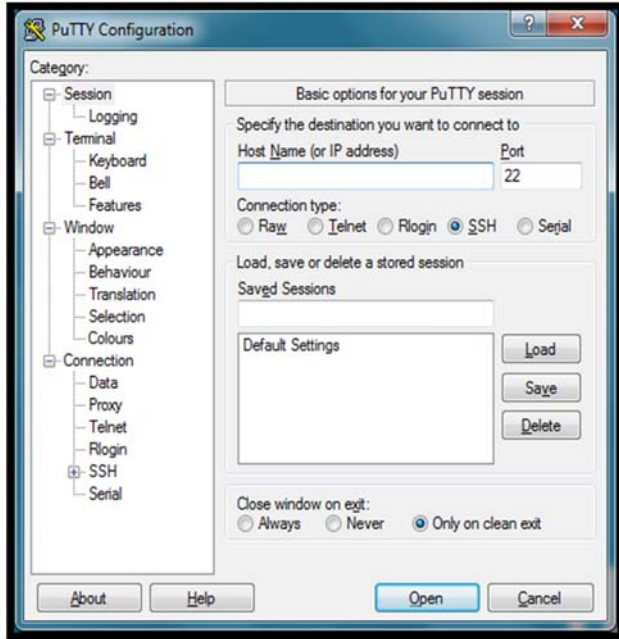 PuTTY Configuration
?
X
Category:
Session
Logging
Terminal
Keyboard
Bell
Features
Window
Appearance
Behaviour
Translation
Selection
Colours
Connection
Data
Proxy
Telnet
Rlogin
SSH
Serial
Basic options for your PuTTY session
Specify the destination you want to connect to
Host Name (or IP address) Port
22
Connection type:
Raw Telnet Rlogin SSH Serial
Load, save or delete a stored session
Saved Sessions
Default Settings
Load
Save
Delete
Close window on exit:
Always Never Only on clean exit
About Help Open Cancel